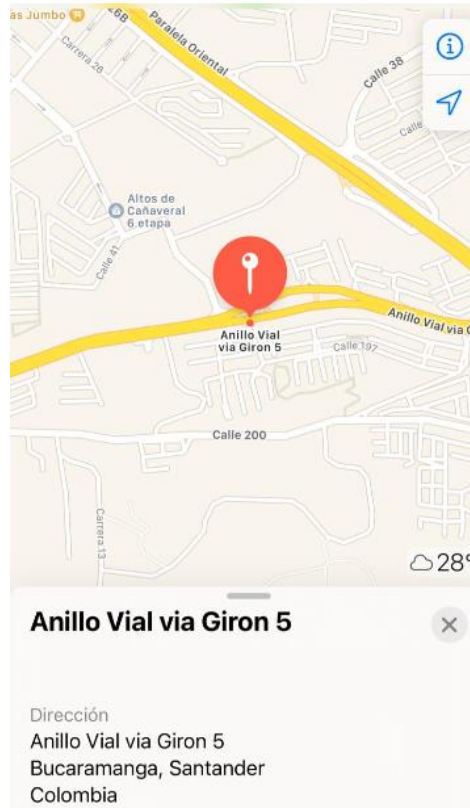 as Jumbo
26B
Paralela Oriental
Carrera 26
Calle 38
Calle
Altos de
Cañaveral
6 etapa
Calle 41
Anillo Vial
via Giron 5
Anillo Vial via G
Calle 197
Calle 200
Carrera 13
28°
Anillo Vial via Giron 5
Dirección
Anillo Vial via Giron 5
Bucaramanga, Santander
Colombia